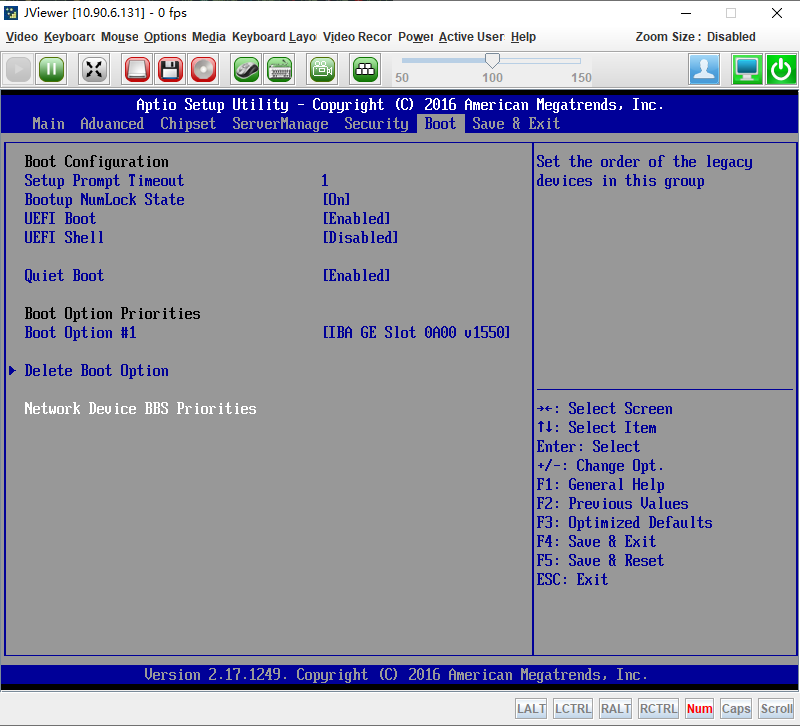 JViewer [10.90.6.131] - 0 fps
Video Keyboard Mouse Options Media Keyboard Layo Video Recor Power Active User Help Zoom Size : Disabled
50 100 150
Aptio Setup Utility - Copyright (C) 2016 American Megatrends, Inc.
Main Advanced Chipset ServerManage Security Boot Save & Exit
Boot Configuration
Setup Prompt Timeout 1
Bootup NumLock State [On]
UEFI Boot [Enabled]
UEFI Shell [Disabled]
Quiet Boot [Enabled]
Boot Option Priorities
Boot Option #1 [IBA GE Slot 0A00 v1550]
Delete Boot Option
Network Device BBS Priorities
Set the order of the legacy
devices in this group
→←: Select Screen
↑↓: Select Item
Enter: Select
+/-: Change Opt.
F1: General Help
F2: Previous Values
F3: Optimized Defaults
F4: Save & Exit
F5: Save & Reset
ESC: Exit
Version 2.17.1249. Copyright (C) 2016 American Megatrends, Inc.
LALT LCTRL RALT RCTRL Num Caps Scroll